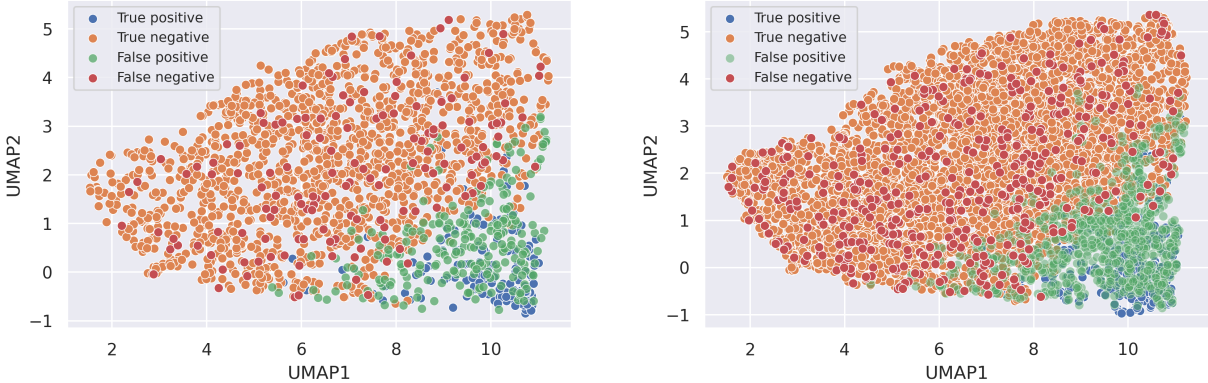 True positive
True negative
False positive
False negative
5
4
3
2
1
0
−1
UMAP2
2
4
6
8
10
UMAP1
True positive
True negative
False positive
False negative
5
4
3
2
1
0
−1
UMAP2
2
4
6
8
10
UMAP1